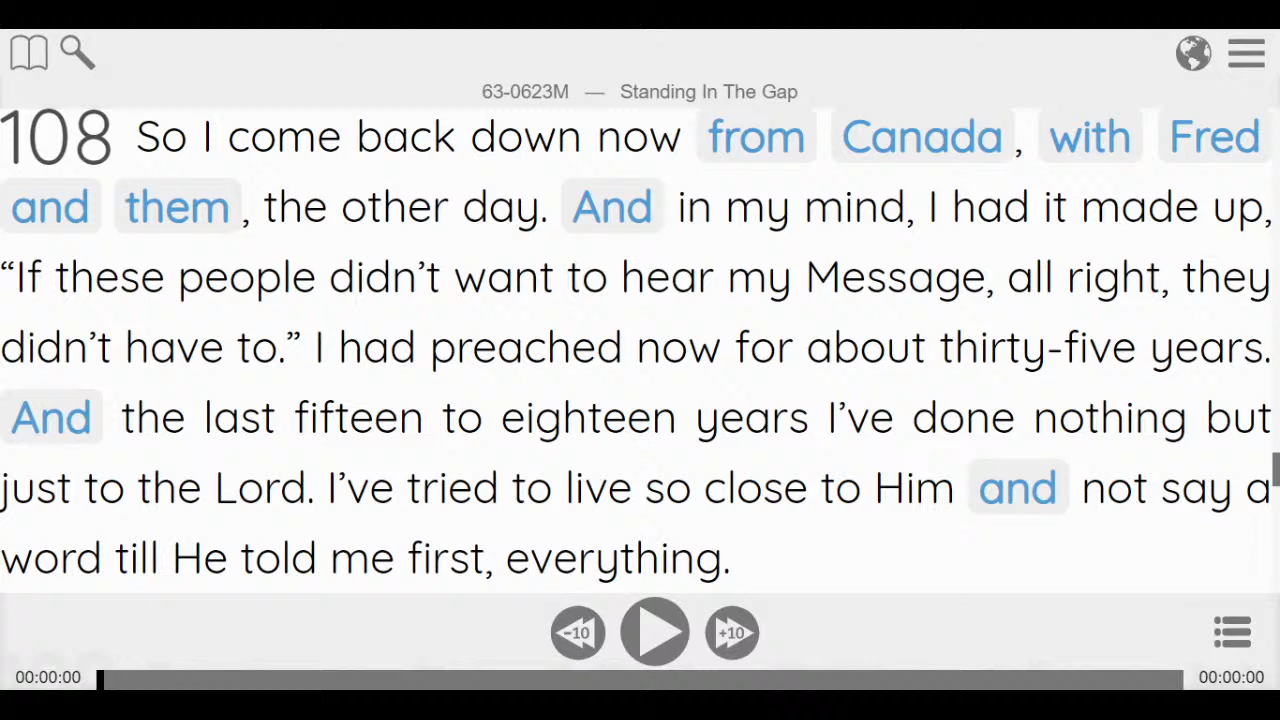 63-0623M — Standing In The Gap
108 So I come back down now from Canada, with Fred
and them, the other day. And in my mind, I had it made up,
“If these people didn’t want to hear my Message, all right, they
didn’t have to.” I had preached now for about thirty-five years.
And the last fifteen to eighteen years I’ve done nothing but
just to the Lord. I’ve tried to live so close to Him and not say a
word till He told me first, everything.
-10 +10
00:00:00 00:00:00